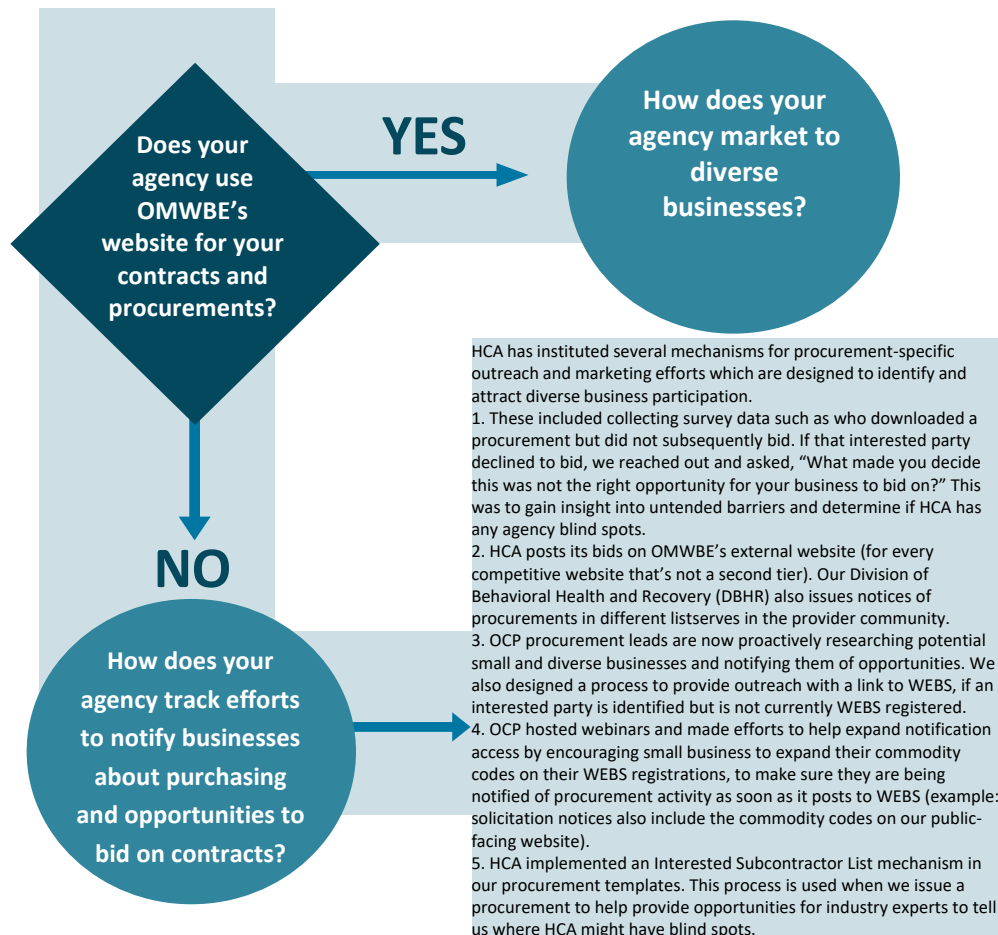 Does your
agency use
OMWBE’s
website for your
contracts and
procurements?
YES
How does your
agency market to
diverse
businesses?
NO
How does your
agency track efforts
to notify businesses
about purchasing
and opportunities to
bid on contracts?
HCA has instituted several mechanisms for procurement-specific
outreach and marketing efforts which are designed to identify and
attract diverse business participation.
1. These included collecting survey data such as who downloaded a
procurement but did not subsequently bid. If that interested party
declined to bid, we reached out and asked, “What made you decide
this was not the right opportunity for your business to bid on?” This
was to gain insight into untended barriers and determine if HCA has
any agency blind spots.
2. HCA posts its bids on OMWBE’s external website (for every
competitive website that’s not a second tier). Our Division of
Behavioral Health and Recovery (DBHR) also issues notices of
procurements in different listserves in the provider community.
3. OCP procurement leads are now proactively researching potential
small and diverse businesses and notifying them of opportunities. We
also designed a process to provide outreach with a link to WEBS, if an
interested party is identified but is not currently WEBS registered.
4. OCP hosted webinars and made efforts to help expand notification
access by encouraging small business to expand their commodity
codes on their WEBS registrations, to make sure they are being
notified of procurement activity as soon as it posts to WEBS (example:
solicitation notices also include the commodity codes on our public-
facing website).
5. HCA implemented an Interested Subcontractor List mechanism in
our procurement templates. This process is used when we issue a
procurement to help provide opportunities for industry experts to tell
us where HCA might have blind spots.